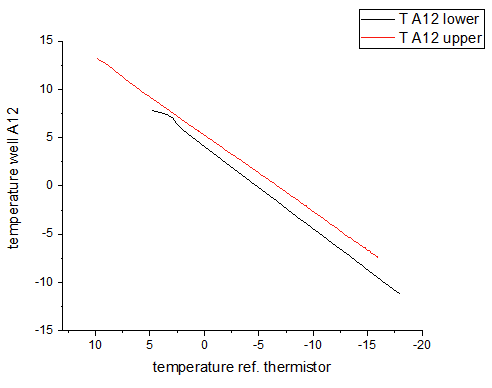 T A12 lower
T A12 upper
15
10
5
0
-5
-10
-15
temperature well A12
10 5 0 -5 -10 -15 -20
temperature ref. thermistor